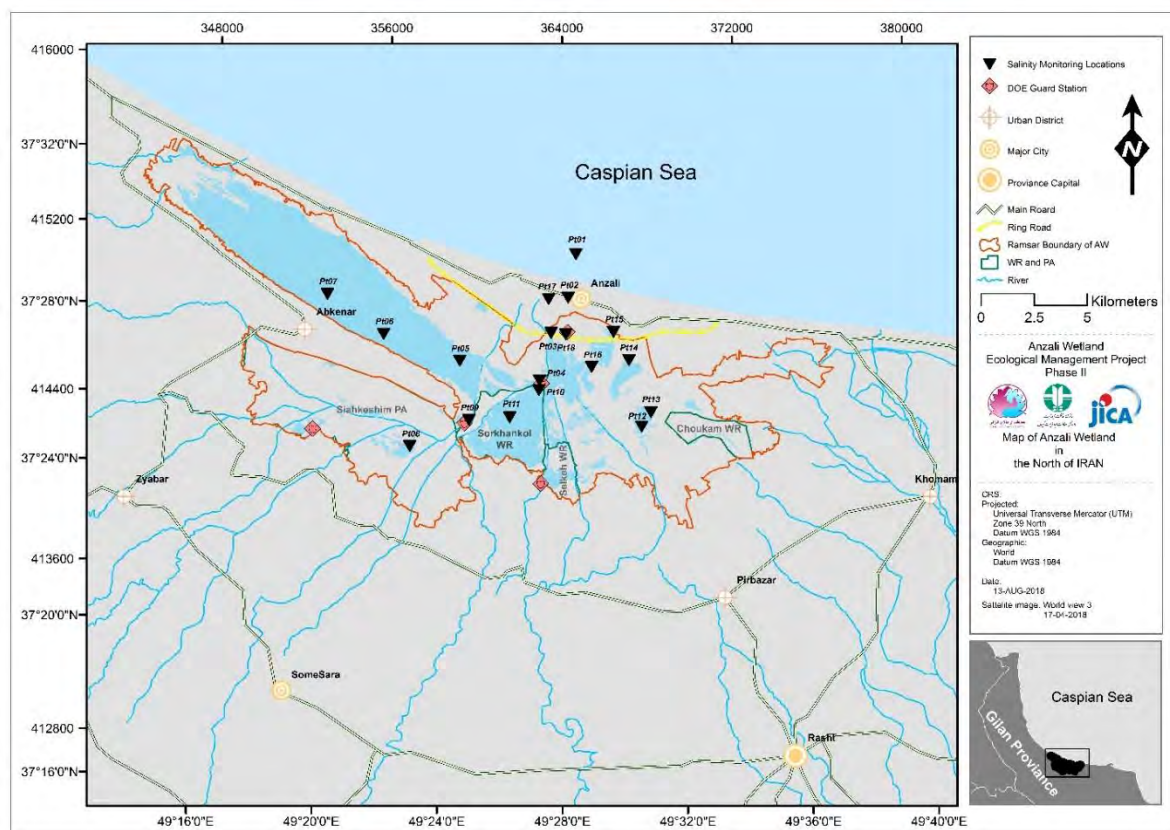 348000 356000 364000 372000 380000
416000
37°32'0"N
415200
37°28'0"N
414400
37°24'0"N
413600
37°20'0"N
412800
37°16'0"N
49°16'0"E 49°20'0"E 49°24'0"E 49°28'0"E 49°32'0"E 49°36'0"E 49°40'0"E
Caspian Sea
Pt01
Pt07
Pt17 Pt02 Anzali
Abkenar
Pt06
Pt03 Pt18
Pt15
Pt05
Pt16
Pt14
Pt04
Pt10
Siahkeshim PA
Pt09
Pt11
Sorkhankol
WR
Pt13
Pt12
Choukam WR
Pt08
Selkeh WR
Zyabar
Khomam
Pirbazar
SomeSara
Rasht
Salinity Monitoring Locations
DOE Guard Station
Urban District
Major City
Proviance Capital
Main Roard
Ring Road
Ramsar Boundary of AW
WR and PA
River
N
Kilometers
0 2.5 5
Anzali Wetland
Ecological Management Project
Phase II
jICA
Map of Anzali Wetland
in
the North of IRAN
CRS:
Projected:
Universal Transverse Mercator (UTM)
Zone 39 North
Datum WGS 1984
Geographic:
World
Datum WGS 1984
Date:
13-AUG-2018
Sattelite image: World view 3
17-04-2018
Caspian Sea
Gilan Proviance